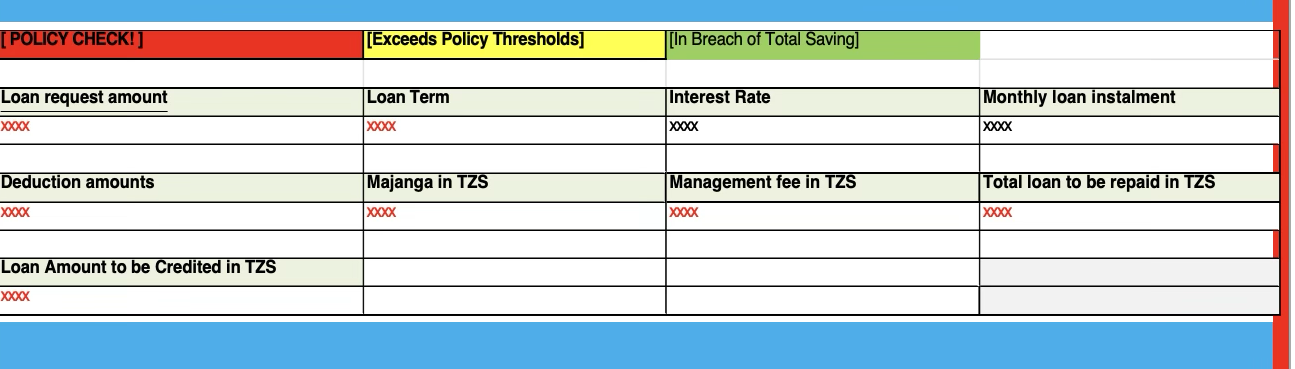 [ POLICY CHECK! ] [Exceeds Policy Thresholds] [In Breach of Total Saving]
Loan request amount Loan Term Interest Rate Monthly loan instalment
XXXX XXXX XXXX XXXX
Deduction amounts Majanga in TZS Management fee in TZS Total loan to be repaid in TZS
XXXX XXXX XXXX XXXX
Loan Amount to be Credited in TZS
XXXX